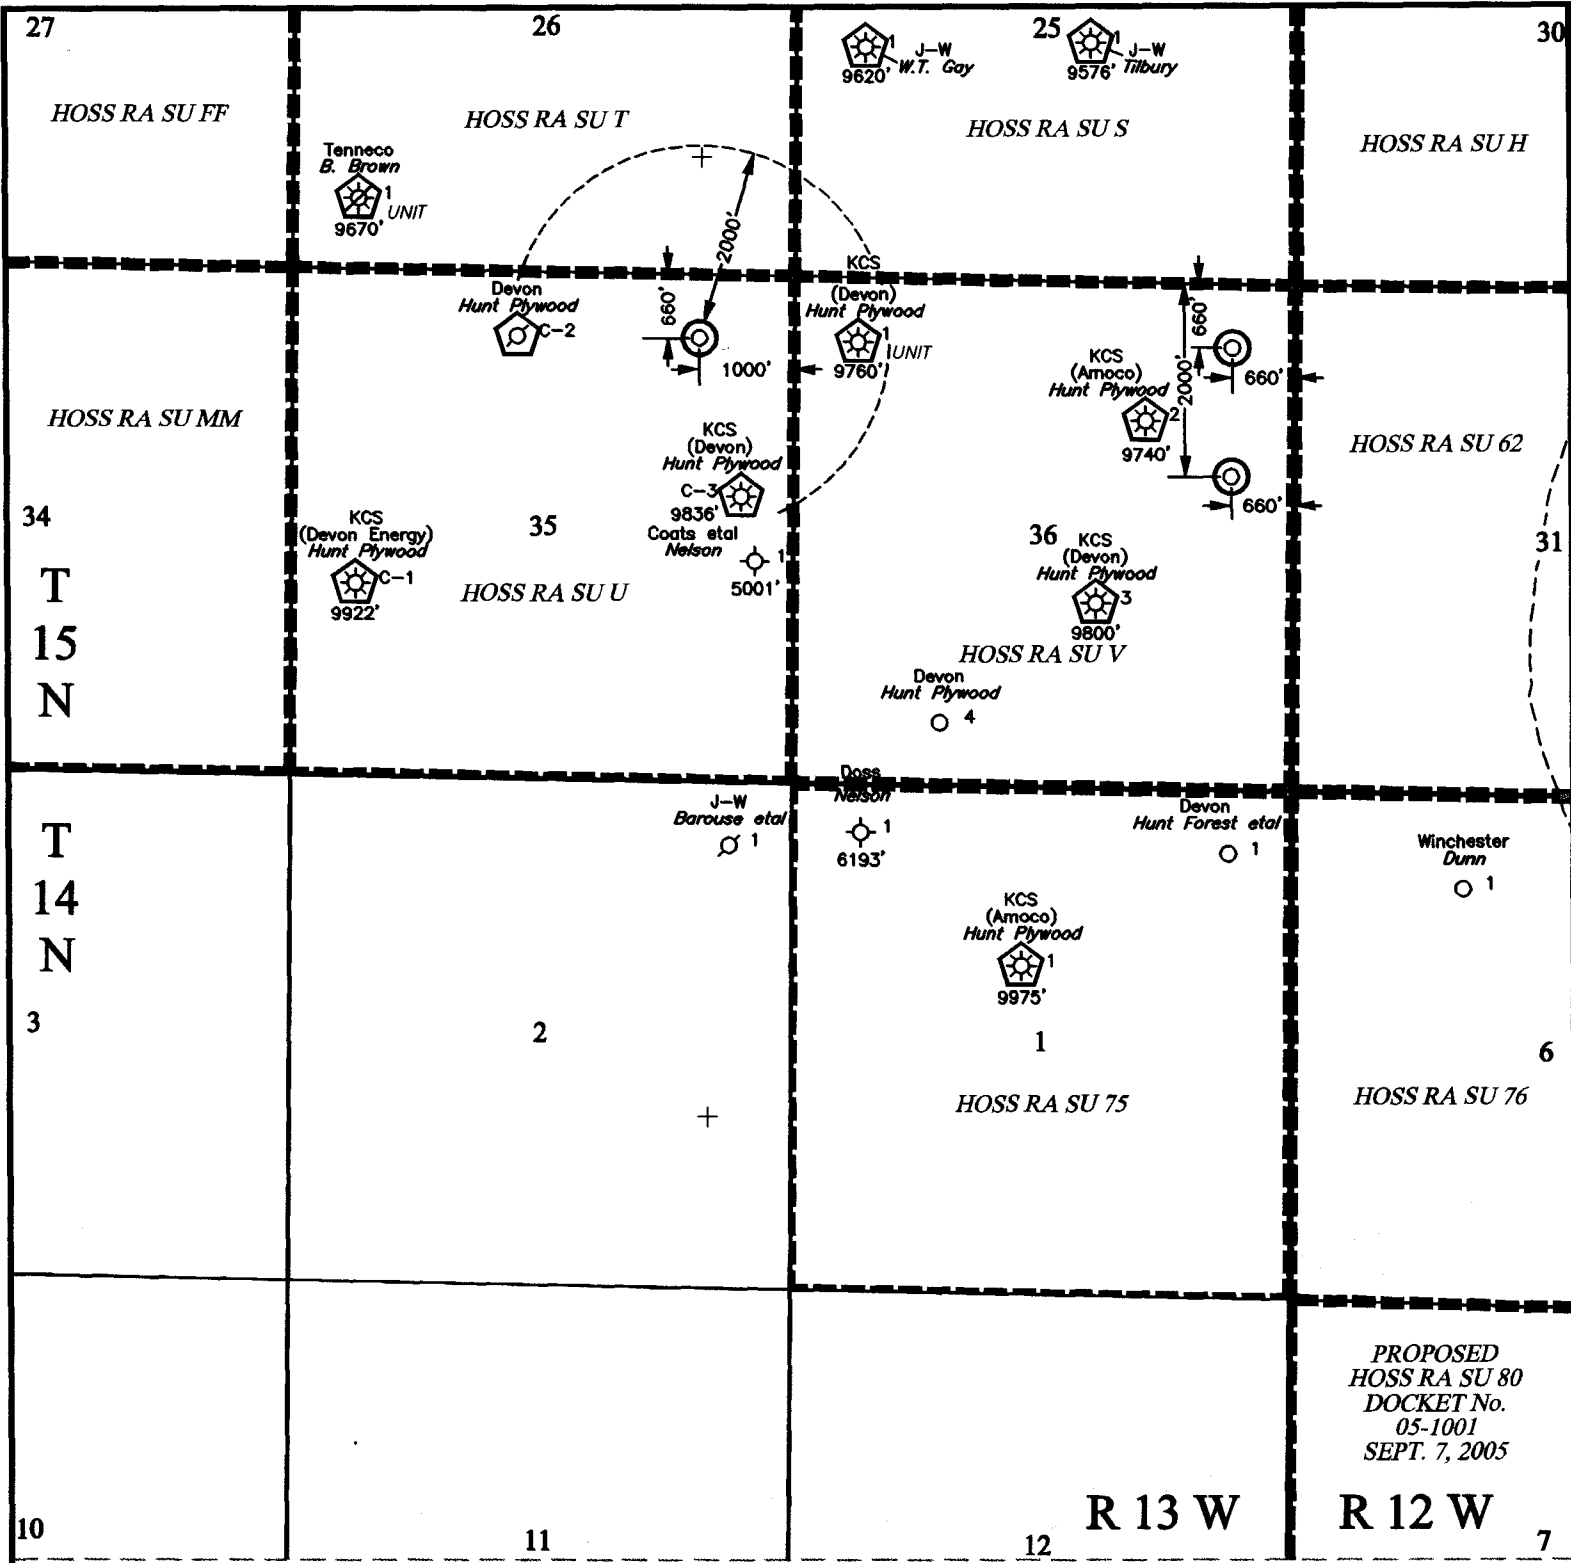 27
26
25
30
1
J-W
W.T. Gay
9620'
1
J-W
Tilbury
9576'
HOSS RA SU FF
HOSS RA SU T
HOSS RA SU S
HOSS RA SU H
Tenneco
B. Brown
1
UNIT
9670'
2000'
660'
1000'
Devon
Hunt Plywood
C-2
KCS
(Devon)
Hunt Plywood
1
UNIT
9760'
660'
2000'
660'
660'
KCS
(Amoco)
Hunt Plywood
2
9740'
HOSS RA SU MM
HOSS RA SU 62
KCS
(Devon)
Hunt Plywood
C-3
9836'
Coats etal
Nelson
1
5001'
34
35
36
31
KCS
(Devon Energy)
Hunt Plywood
C-1
9922'
HOSS RA SU U
KCS
(Devon)
Hunt Plywood
3
9800'
HOSS RA SU V
T
15
N
Devon
Hunt Plywood
4
J-W
Barouse etal
1
Doss
Nelson
1
6193'
Devon
Hunt Forest etal
1
Winchester
Dunn
1
T
14
N
KCS
(Amoco)
Hunt Plywood
1
9975'
3
2
1
6
HOSS RA SU 75
HOSS RA SU 76
PROPOSED
HOSS RA SU 80
DOCKET No.
05-1001
SEPT. 7, 2005
R 13 W
R 12 W
10
11
12
7